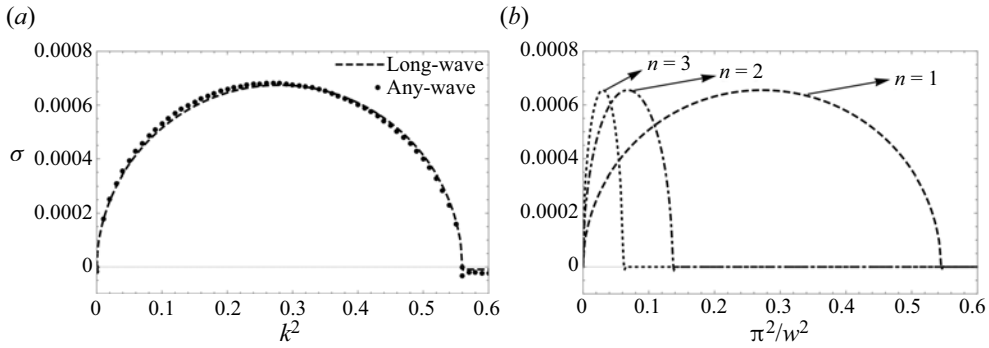 (a)
0.0008
0.0006
σ 0.0004
0.0002
0
Long-wave
Any-wave
0 0.1 0.2 0.3 0.4 0.5 0.6
k²
(b)
0.0008
0.0006
0.0004
0.0002
0
n = 3
n = 2
n = 1
0 0.1 0.2 0.3 0.4 0.5 0.6
π²/w²